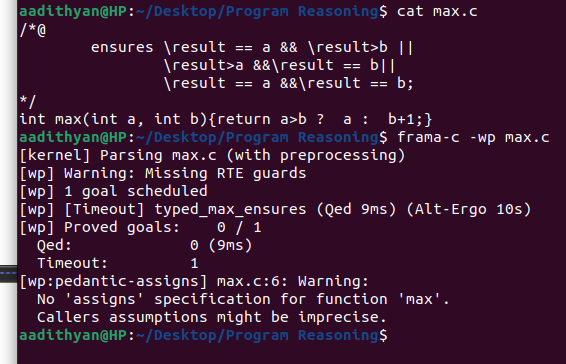 aadithyan@HP:~/Desktop/Program Reasoning$ cat max.c
/*@
        ensures \result == a && \result>b ||
                \result>a &&\result == b||
                \result == a &&\result == b;
*/
int max(int a, int b){return a>b ?  a :  b+1;}
aadithyan@HP:~/Desktop/Program Reasoning$ frama-c -wp max.c
[kernel] Parsing max.c (with preprocessing)
[wp] Warning: Missing RTE guards
[wp] 1 goal scheduled
[wp] [Timeout] typed_max_ensures (Qed 9ms) (Alt-Ergo 10s)
[wp] Proved goals:    0 / 1
  Qed:             0 (9ms)
  Timeout:         1
[wp:pedantic-assigns] max.c:6: Warning:
  No 'assigns' specification for function 'max'.
  Callers assumptions might be imprecise.
aadithyan@HP:~/Desktop/Program Reasoning$